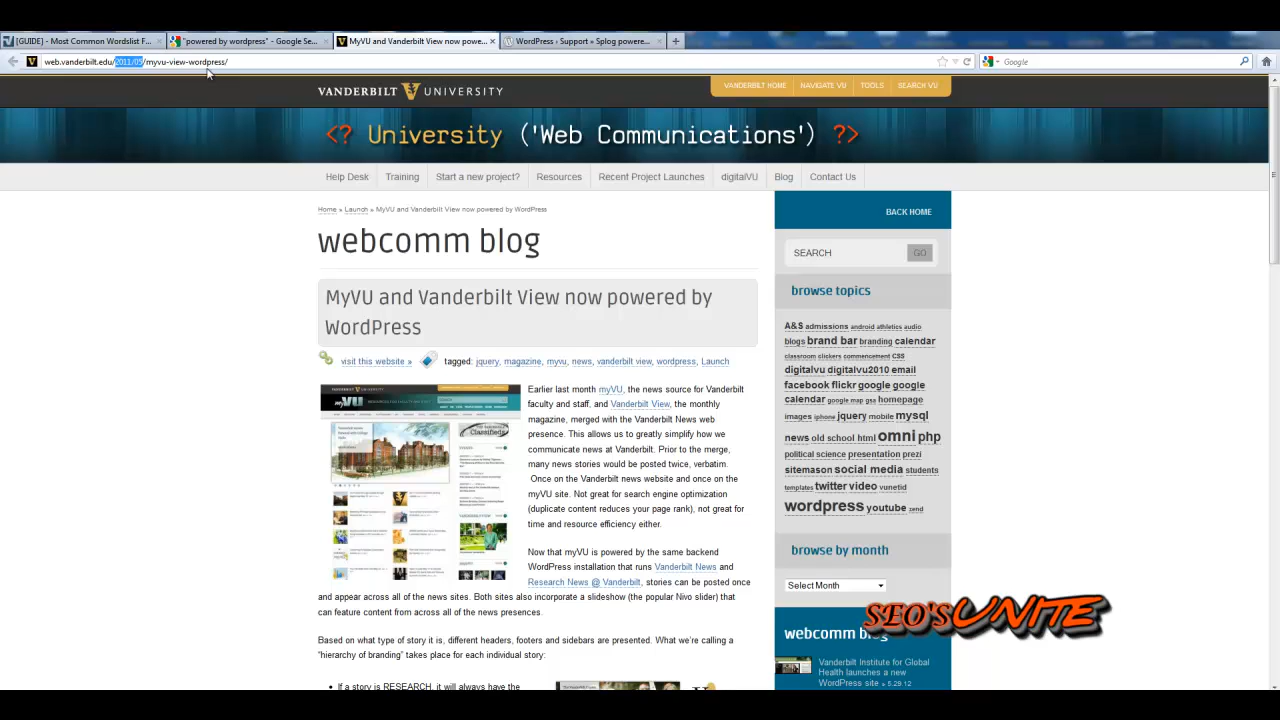 [GUIDE] - Most Common Wordslist F...
"powered by wordpress" - Google Se...
MyVU and Vanderbilt View now powe...
WordPress › Support » Splog powere...
web.vanderbilt.edu/2011/05/myvu-view-wordpress/
Google
VANDERBILT UNIVERSITY
VANDERBILT HOME NAVIGATE VU TOOLS SEARCH VU
<? University ('Web Communications') ?>
Help Desk Training Start a new project? Resources Recent Project Launches digitalVU Blog Contact Us
Home » Launch » MyVU and Vanderbilt View now powered by WordPress
webcomm blog
MyVU and Vanderbilt View now powered by
WordPress
visit this website » tagged: jquery, magazine, myvu, news, vanderbilt view, wordpress, Launch
Earlier last month myVU, the news source for Vanderbilt
faculty and staff, and Vanderbilt View, the monthly
magazine, merged with the Vanderbilt News web
presence. This allows us to greatly simplify how we
communicate news at Vanderbilt. Prior to the merge,
many news stories would be posted twice, verbatim.
Once on the Vanderbilt news website and once on the
myVU site. Not great for search engine optimization
(duplicate content reduces your page rank), not great for
time and resource efficiency either.
Now that myVU is powered by the same backend
WordPress installation that runs Vanderbilt News and
Research News @ Vanderbilt, stories can be posted once
and appear across all of the news sites. Both sites also incorporate a slideshow (the popular Nivo slider) that
can feature content from across all of the news presences.
Based on what type of story it is, different headers, footers and sidebars are presented. What we're calling a
"hierarchy of branding" takes place for each individual story:
If a story is RESEARCH, it will always have the
BACK HOME
SEARCH GO
browse topics
A&S admissions android athletics audio
blogs brand bar branding calendar
classroom clickers commencement CSS
digitalvu digitalvu2010 email
facebook flickr google google
calendar google map gsa homepage
images iphone jquery mobile mysql
news old school html omni php
political science presentation prezi
sitemason social media students
templates twitter video vunetid
wordpress youtube zend
browse by month
Select Month
SEO'S UNITE
webcomm blog
Vanderbilt Institute for Global
Health launches a new
WordPress site » 5.29.12